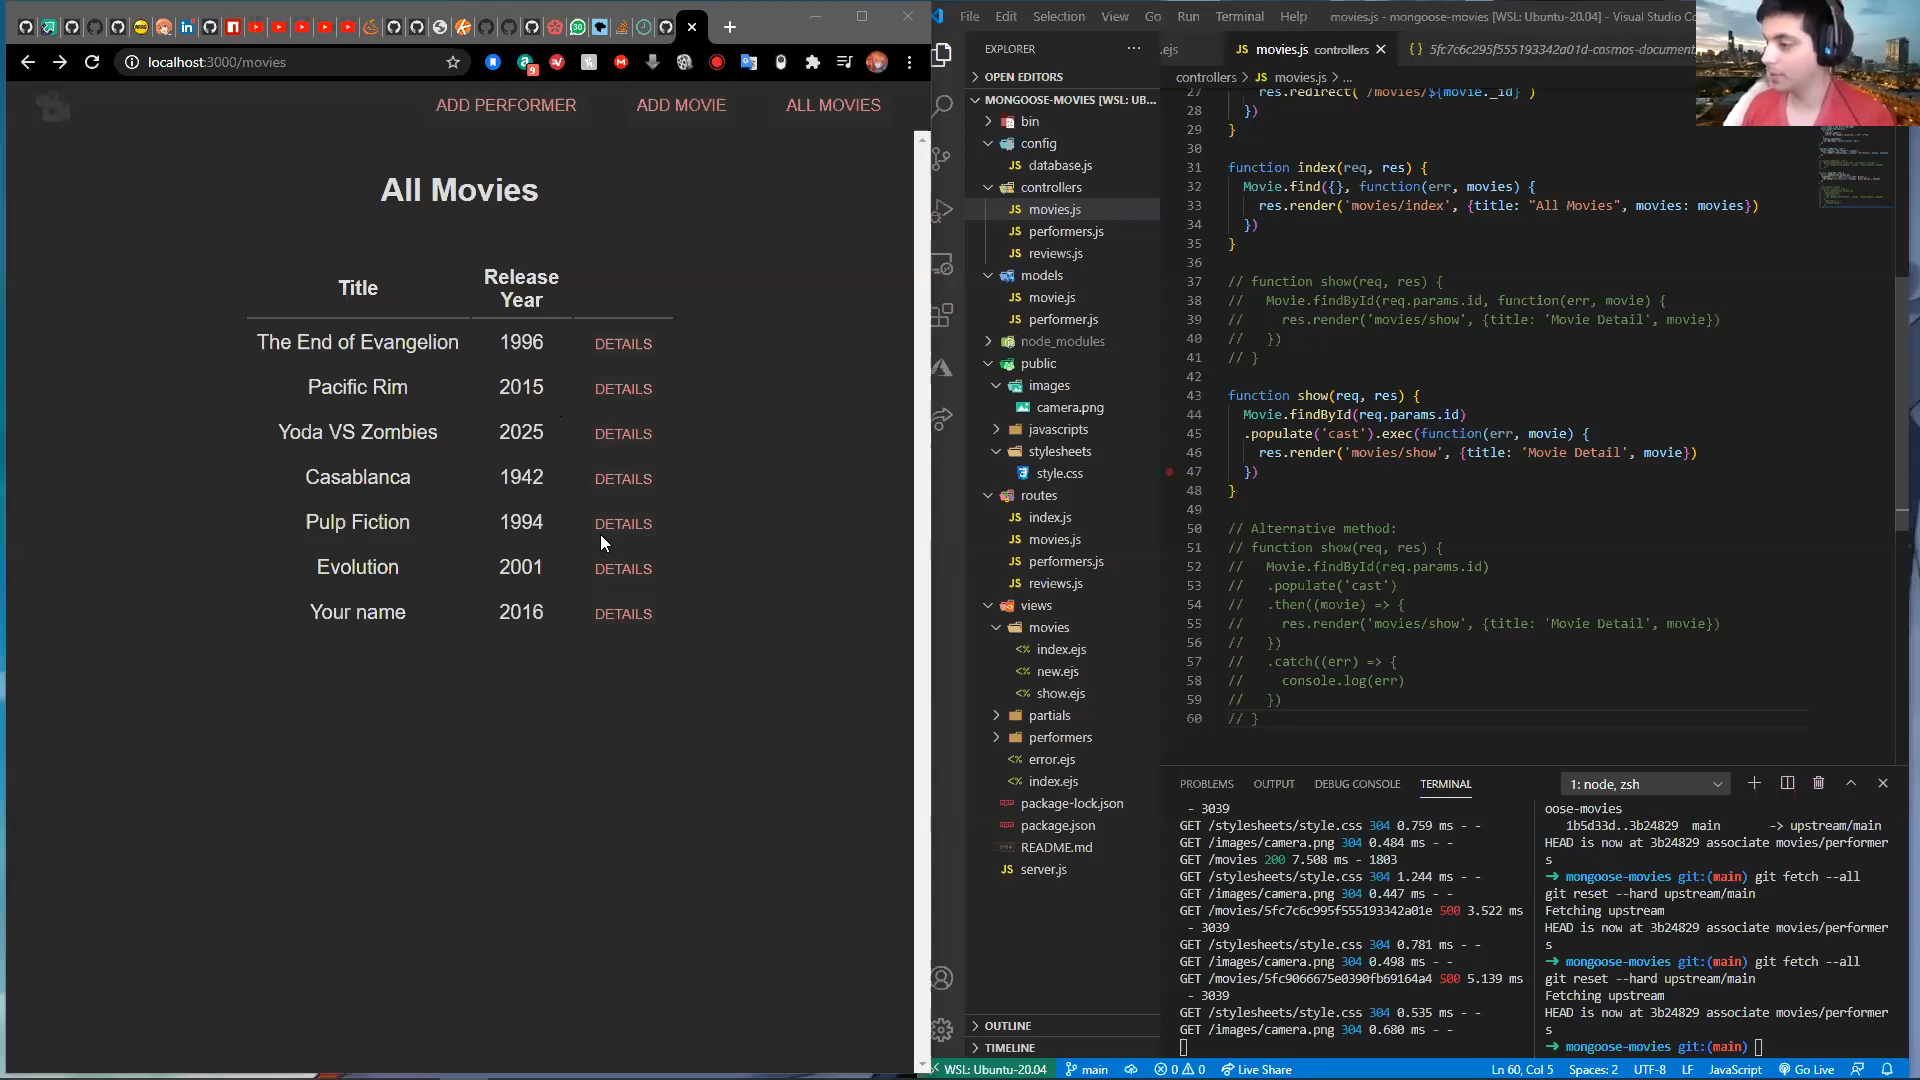 localhost:3000/movies
ADD PERFORMER
ADD MOVIE
ALL MOVIES
All Movies
Title
Release
Year
The End of Evangelion 1996 DETAILS
Pacific Rim 2015 DETAILS
Yoda VS Zombies 2025 DETAILS
Casablanca 1942 DETAILS
Pulp Fiction 1994 DETAILS
Evolution 2001 DETAILS
Your name 2016 DETAILS
File Edit Selection View Go Run Terminal Help
movies.js - mongoose-movies [WSL: Ubuntu-20.04] - Visual Studio
EXPLORER
OPEN EDITORS
MONGOOSE-MOVIES [WSL: UB...
bin
config
database.js
controllers
movies.js
performers.js
reviews.js
models
movie.js
performer.js
node_modules
public
images
camera.png
javascripts
stylesheets
style.css
routes
index.js
movies.js
performers.js
reviews.js
views
movies
index.ejs
new.ejs
show.ejs
partials
performers
error.ejs
index.ejs
package-lock.json
package.json
README.md
server.js
OUTLINE
TIMELINE
.ejs
movies.js controllers
5fc7c6c295f555193342a01d-cosmos-document
controllers > movies.js > ...
27 res.redirect(`/movies/${movie._id}`)
28 })
29 }
30
31 function index(req, res) {
32 Movie.find({}, function(err, movies) {
33 res.render('movies/index', {title: "All Movies", movies: movies})
34 })
35 }
36
37 // function show(req, res) {
38 // Movie.findById(req.params.id, function(err, movie) {
39 // res.render('movies/show', {title: 'Movie Detail', movie})
40 // })
41 // }
42
43 function show(req, res) {
44 Movie.findById(req.params.id)
45 .populate('cast').exec(function(err, movie) {
46 res.render('movies/show', {title: 'Movie Detail', movie})
47 })
48 }
49
50 // Alternative method:
51 // function show(req, res) {
52 // Movie.findById(req.params.id)
53 // .populate('cast')
54 // .then((movie) => {
55 // res.render('movies/show', {title: 'Movie Detail', movie})
56 // })
57 // .catch((err) => {
58 // console.log(err)
59 // })
60 // }
PROBLEMS OUTPUT DEBUG CONSOLE TERMINAL
1: node, zsh
- 3039
GET /stylesheets/style.css 304 0.759 ms - -
GET /images/camera.png 304 0.484 ms - -
GET /movies 200 7.508 ms - 1803
GET /stylesheets/style.css 304 1.244 ms - -
GET /images/camera.png 304 0.447 ms - -
GET /movies/5fc7c6c995f555193342a01e 500 3.522 ms
- 3039
GET /stylesheets/style.css 304 0.781 ms - -
GET /images/camera.png 304 0.498 ms - -
GET /movies/5fc9066675e0390fb69164a4 500 5.139 ms
- 3039
GET /stylesheets/style.css 304 0.535 ms - -
GET /images/camera.png 304 0.680 ms - -
oose-movies
1b5d33d..3b24829 main -> upstream/main
HEAD is now at 3b24829 associate movies/performer
s
→ mongoose-movies git:(main) git fetch --all
git reset --hard upstream/main
Fetching upstream
HEAD is now at 3b24829 associate movies/performer
s
→ mongoose-movies git:(main) git fetch --all
git reset --hard upstream/main
Fetching upstream
HEAD is now at 3b24829 associate movies/performer
s
→ mongoose-movies git:(main)
WSL: Ubuntu-20.04 main 0 0 Live Share
Ln 60, Col 5 Spaces: 2 UTF-8 LF JavaScript Go Live